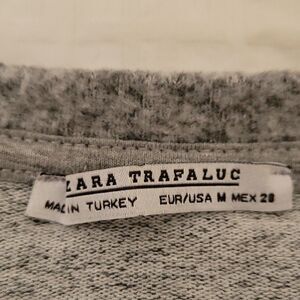 ZARA TRAFALUC
MADE IN TURKEY EUR/USA M MEX 28